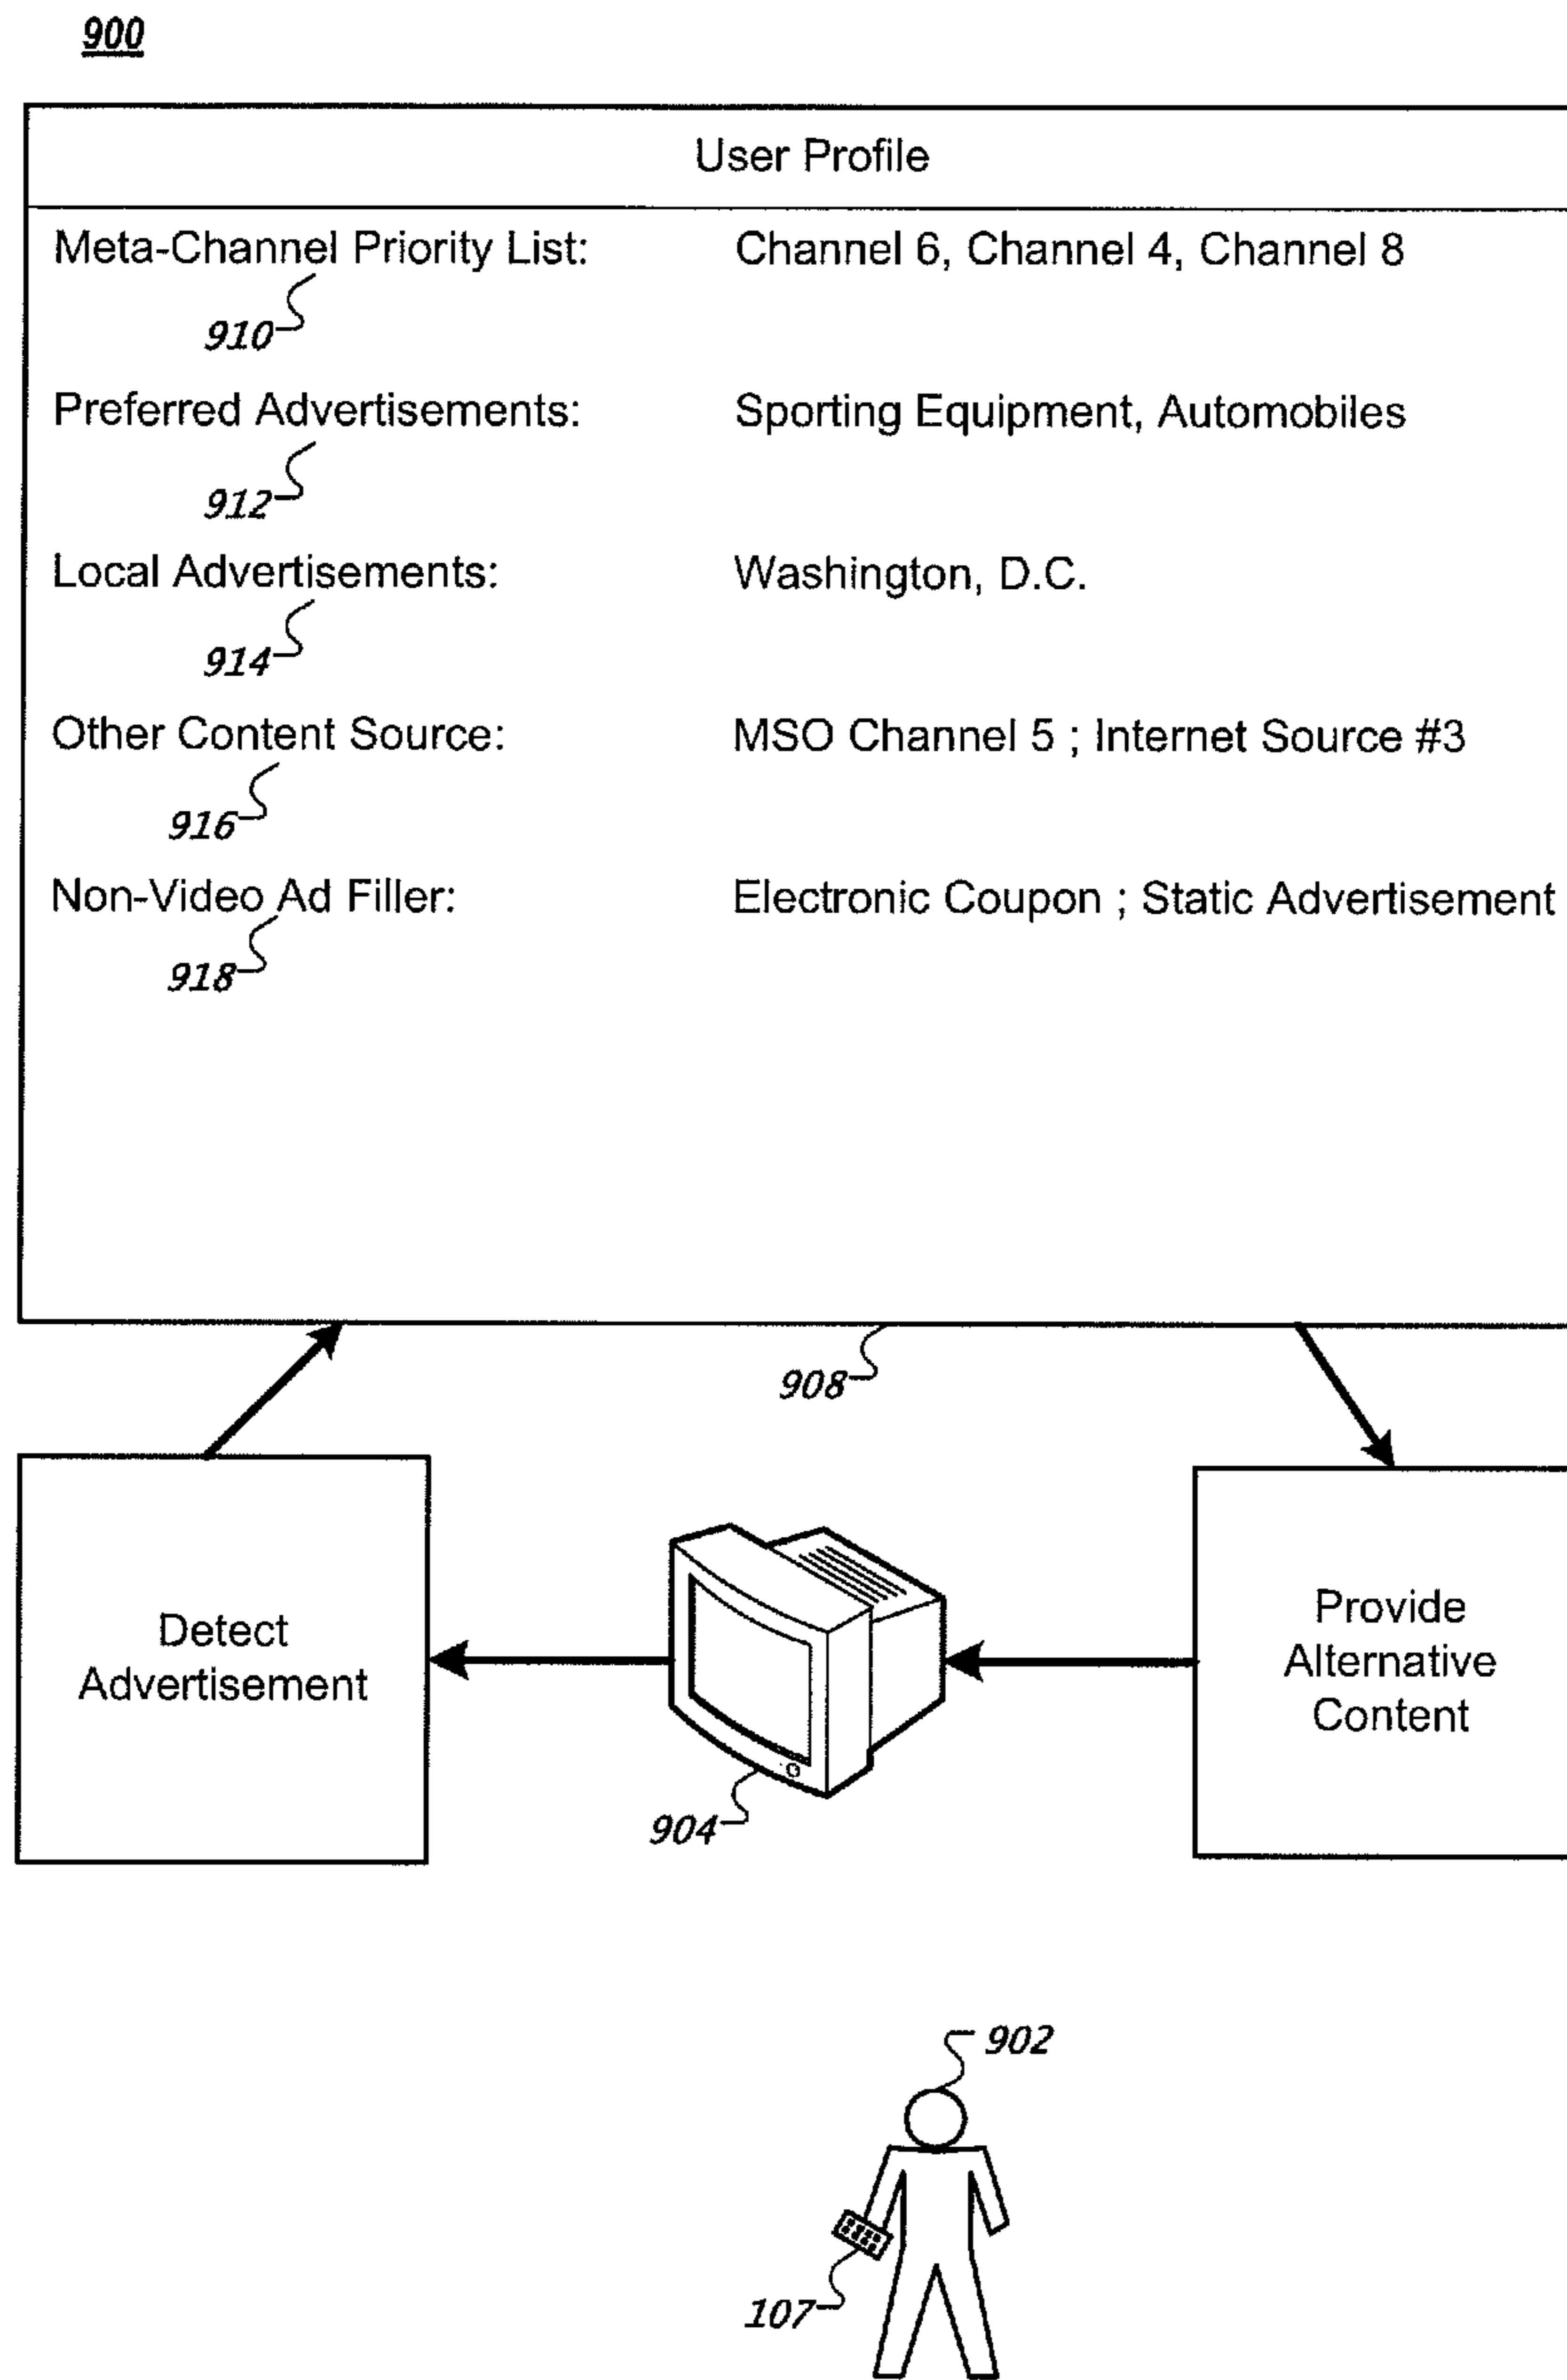 900
User Profile
Meta-Channel Priority List: Channel 6, Channel 4, Channel 8
910
Preferred Advertisements: Sporting Equipment, Automobiles
912
Local Advertisements: Washington, D.C.
914
Other Content Source: MSO Channel 5 ; Internet Source #3
916
Non-Video Ad Filler: Electronic Coupon ; Static Advertisement
918
908
Detect
Advertisement
904
Provide
Alternative
Content
902
107